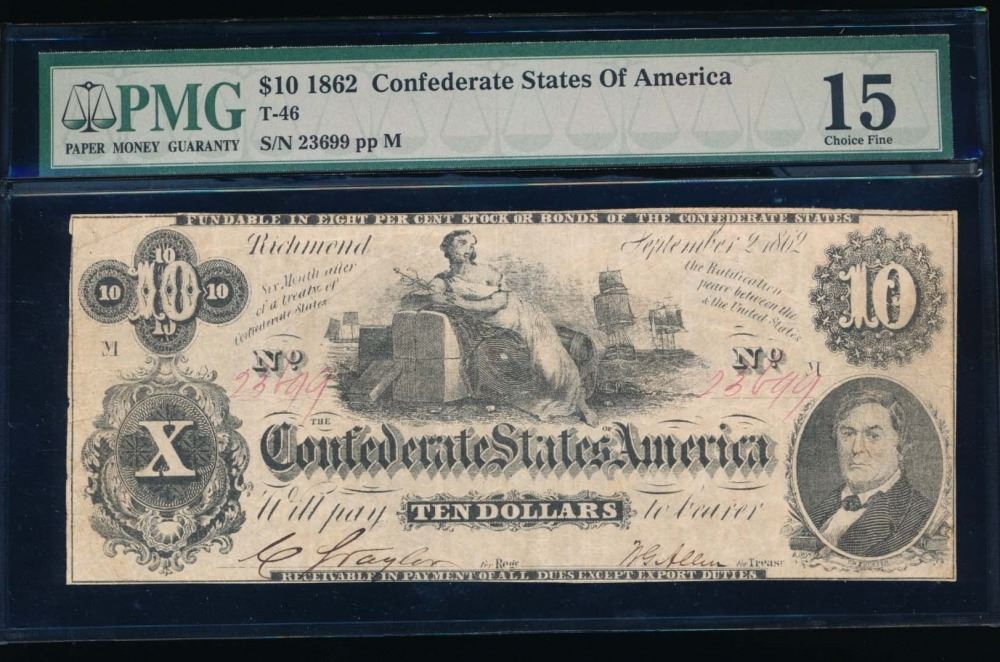 PMG
PAPER MONEY GUARANTY
$10 1862 Confederate States Of America
T-46
S/N 23699 pp M
15
Choice Fine
FUNDABLE IN EIGHT PER CENT STOCK OR BONDS OF THE CONFEDERATE STATES
Richmond September 2 1862
10
10 10 10
10
10
Six Month after the Ratification
of a treaty of peace between the
Confederate States & the United States
M Nº Nº M
23699 23699
X
THE
Confederate States America
Will pay TEN DOLLARS to bearer
for Regr for Treasr
RECEIVABLE IN PAYMENT OF ALL DUES EXCEPT EXPORT DUTIES